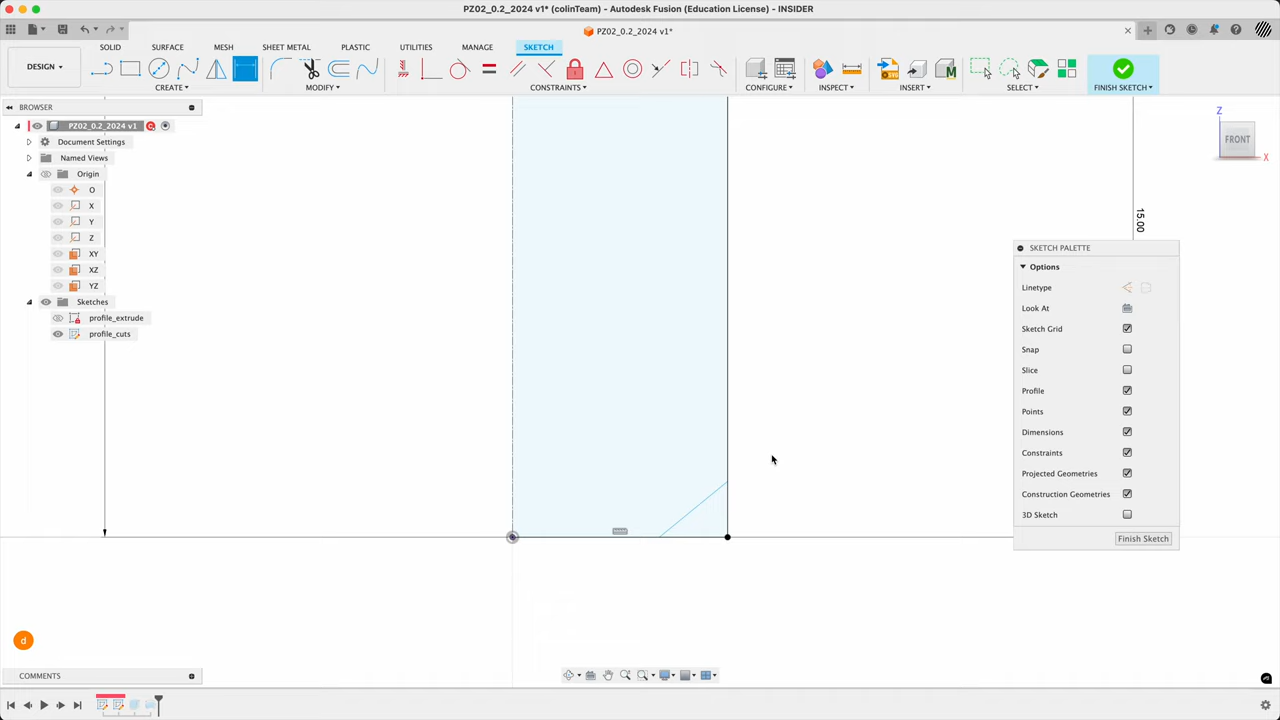 PZ02_0.2_2024 v1* (colinTeam) - Autodesk Fusion (Education License) - INSIDER
PZ02_0.2_2024 v1*
SOLID SURFACE MESH SHEET METAL PLASTIC UTILITIES MANAGE SKETCH
DESIGN
CREATE MODIFY CONSTRAINTS CONFIGURE INSPECT INSERT SELECT FINISH SKETCH
BROWSER
PZ02_0.2_2024 v1
Document Settings
Named Views
Origin
O
X
Y
Z
XY
XZ
YZ
Sketches
profile_extrude
profile_cuts
15.00
Z
FRONT
X
SKETCH PALETTE
Options
Linetype
Look At
Sketch Grid
Snap
Slice
Profile
Points
Dimensions
Constraints
Projected Geometries
Construction Geometries
3D Sketch
Finish Sketch
d
COMMENTS